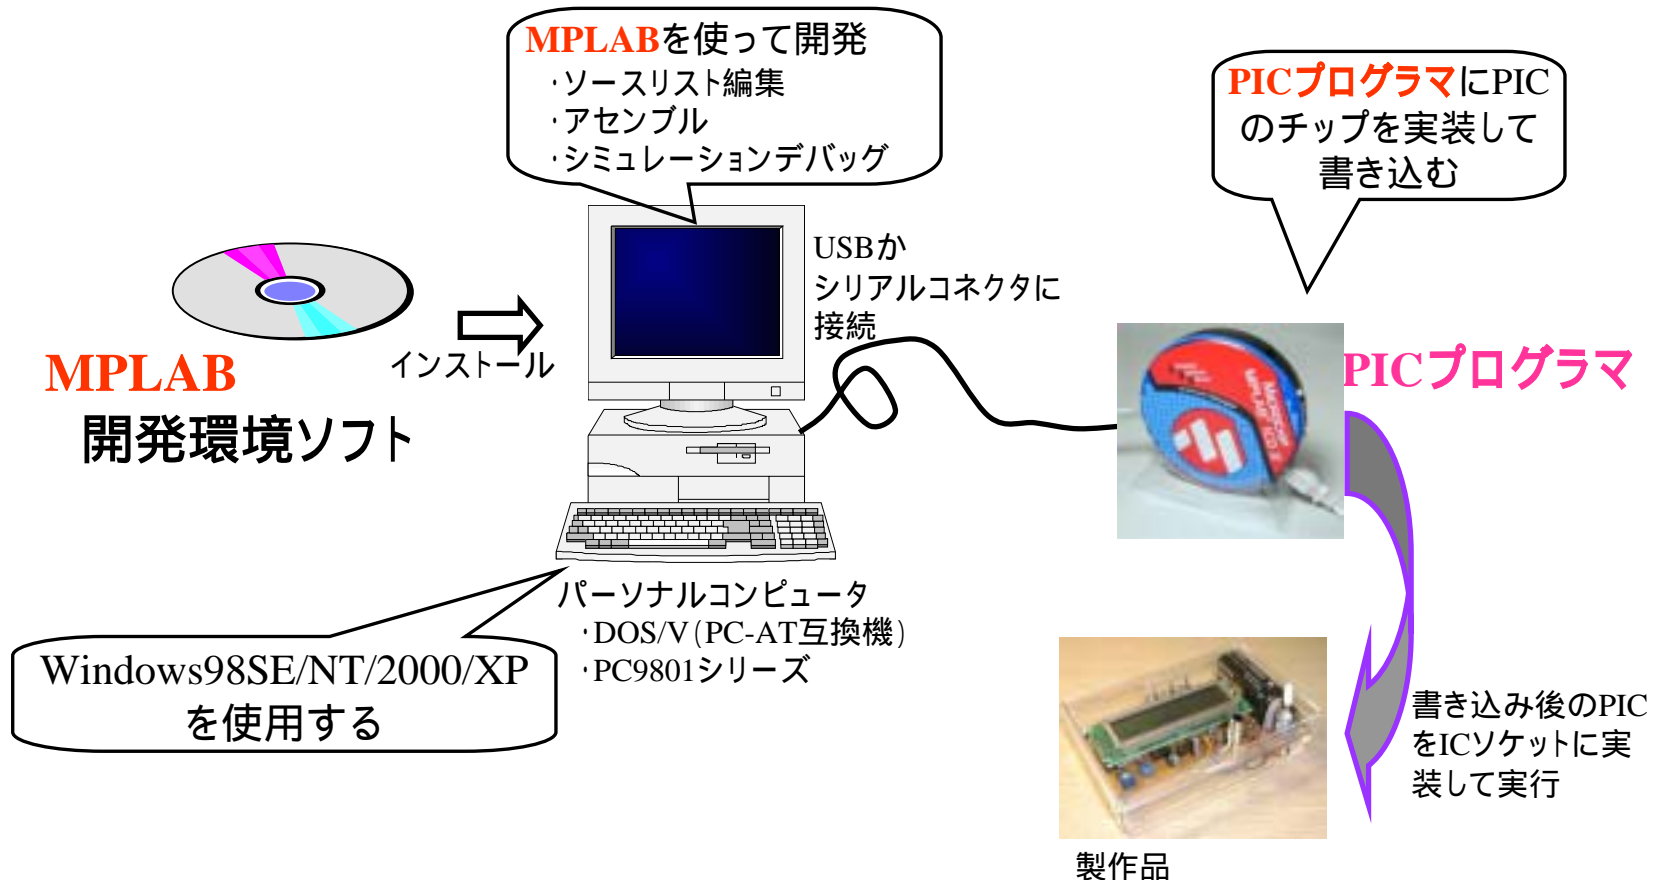 MPLABを使って開発
・ソースリスト編集
・アセンブル
・シミュレーションデバッグ
PICプログラマにPIC
のチップを実装して
書き込む
USBか
シリアルコネクタに
接続
インストール
MPLAB
開発環境ソフト
PICプログラマ
パーソナルコンピュータ
・DOS/V(PC-AT互換機)
・PC9801シリーズ
Windows98SE/NT/2000/XP
を使用する
書き込み後のPIC
をICソケットに実
装して実行
製作品